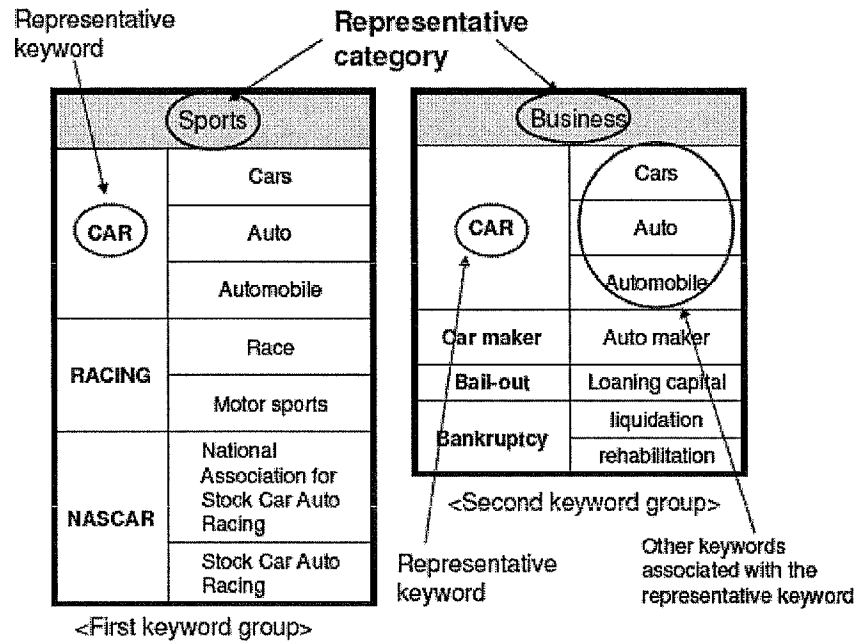 Representative
keyword
Representative
category
Sports
CAR
Cars
Auto
Automobile
RACING
Race
Motor sports
NASCAR
National
Association for
Stock Car Auto
Racing
Stock Car Auto
Racing
<First keyword group>
Business
CAR
Cars
Auto
Automobile
Car maker
Auto maker
Bail-out
Loaning capital
Bankruptcy
liquidation
rehabilitation
<Second keyword group>
Representative
keyword
Other keywords
associated with the
representative keyword